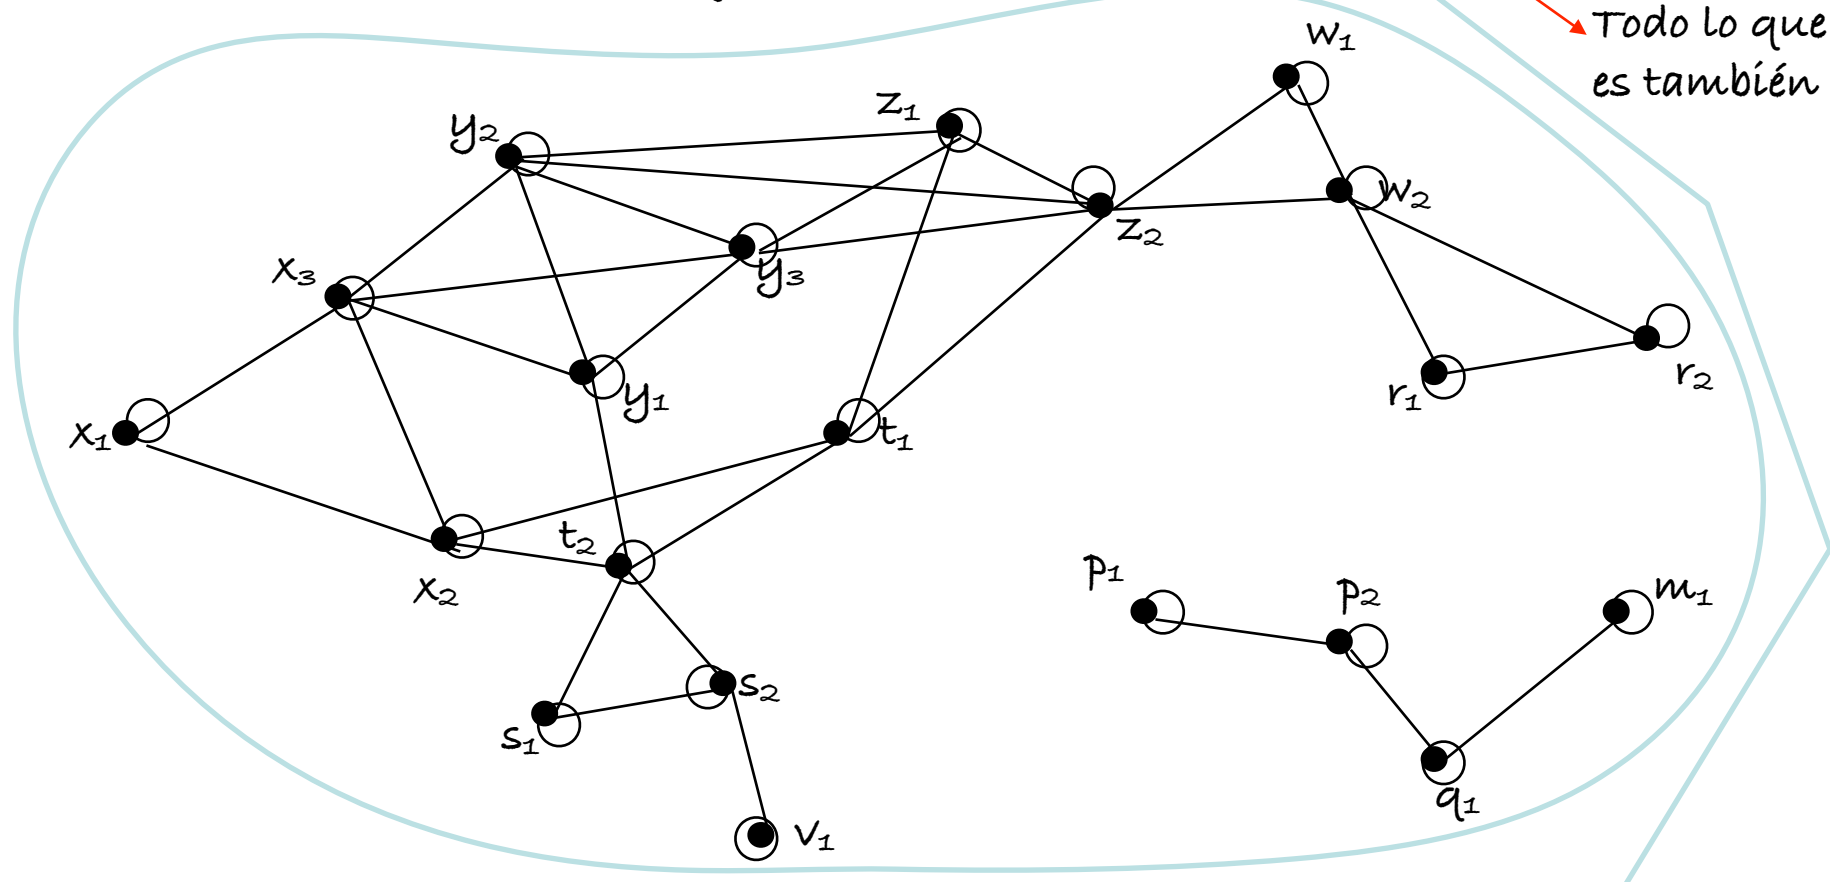 Todo lo que
es también
w1
z1
y2
w2
z2
x3
y3
r2
r1
y1
x1
t1
t2
x2
p1
p2
m1
s2
s1
q1
v1